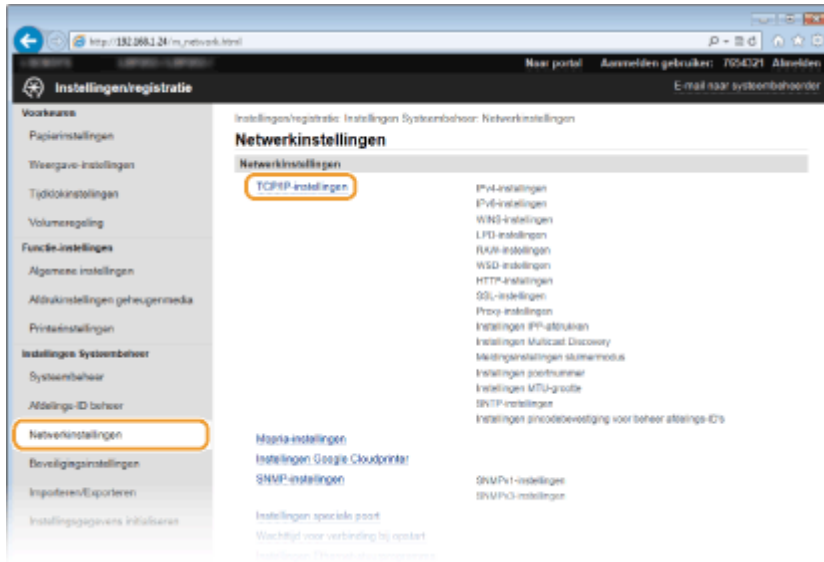 http://192.168.1.24/m_network.html
Naar portal Aanmelden gebruiker: 7654321 Afmelden
Instellingen/registratie
E-mail naar systeembeheerder
Voorkeuren
Papierinstellingen
Weergave-instellingen
Tijdklokinstellingen
Volumeregeling
Functie-instellingen
Algemene instellingen
Afdrukinstellingen geheugenmedia
Printerinstellingen
Instellingen Systeembeheer
Systeembeheer
Afdelings-ID beheer
Netwerkinstellingen
Beveiligingsinstellingen
Importeren/Exporteren
Instellingsgegevens initialiseren
Instellingen/registratie: Instellingen Systeembeheer: Netwerkinstellingen
Netwerkinstellingen
Netwerkinstellingen
TCP/IP-instellingen
IPv4-instellingen
IPv6-instellingen
WINS-instellingen
LPD-instellingen
RAW-instellingen
WSD-instellingen
HTTP-instellingen
SSL-instellingen
Proxy-instellingen
Instellingen IPP-afdrukken
Instellingen Multicast Discovery
Meldingsinstellingen sluimermodus
Instellingen poortnummer
Instellingen MTU-grootte
SNTP-instellingen
Instellingen pincodebevestiging voor beheer afdelings-ID's
Mopria-instellingen
Instellingen Google Cloudprinter
SNMP-instellingen
SNMPv1-instellingen
SNMPv3-instellingen
Instellingen speciale poort
Wachttijd voor verbinding bij opstart